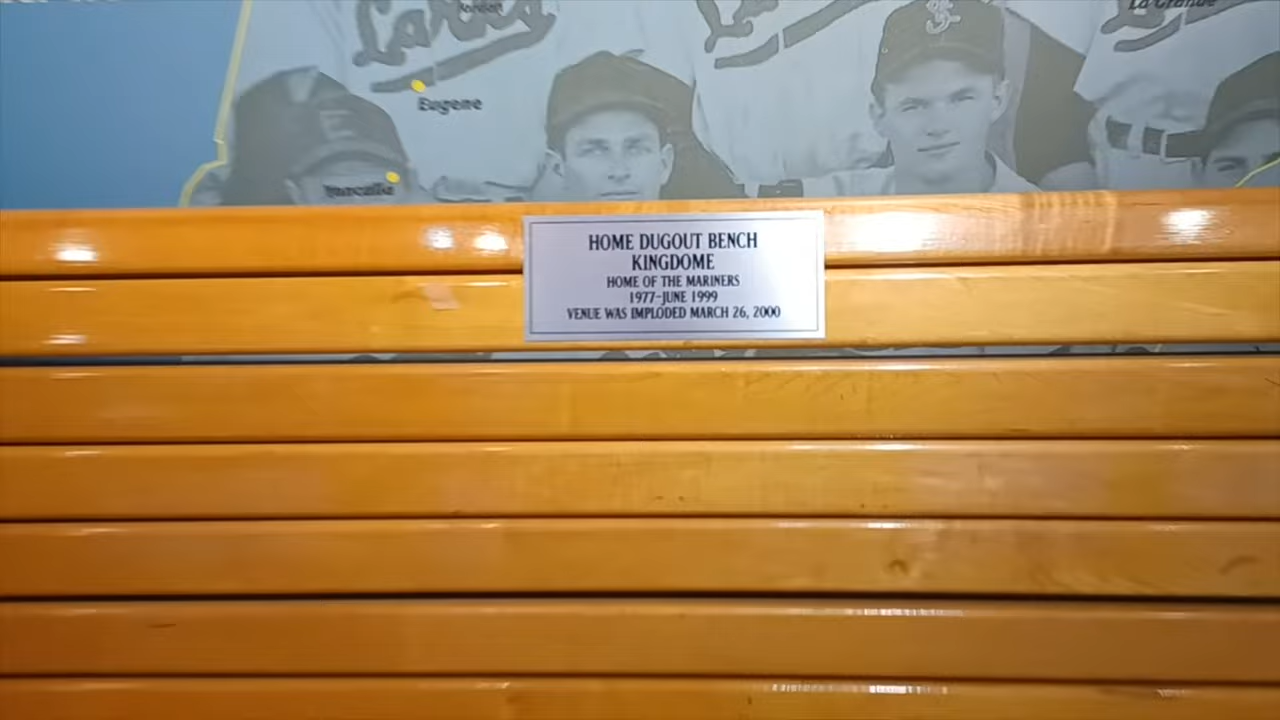 La Grande
Eugene
HOME DUGOUT BENCH
KINGDOME
HOME OF THE MARINERS
1977-JUNE 1999
VENUE WAS IMPLODED MARCH 26, 2000